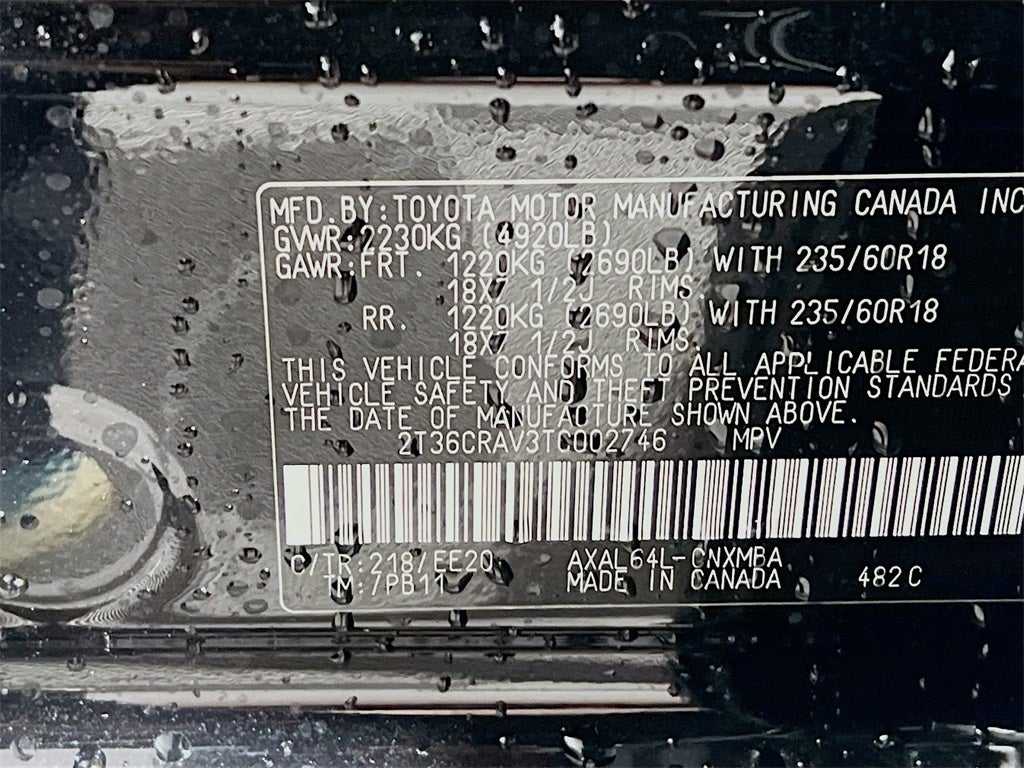 MFD.BY:TOYOTA MOTOR MANUFACTURING CANADA INC
GVWR:2230KG (4920LB)
GAWR:FRT. 1220KG (2690LB) WITH 235/60R18
18X7 1/2J RIMS
RR. 1220KG (2690LB) WITH 235/60R18
18X7 1/2J RIMS.
THIS VEHICLE CONFORMS TO ALL APPLICABLE FEDERA
VEHICLE SAFETY AND THEFT PREVENTION STANDARDS
THE DATE OF MANUFACTURE SHOWN ABOVE.
2T36CRAV3TC002746 MPV
C/TR:218/EE20 AXAL64L-CNXMBA
TM:/PB11 MADE IN CANADA 482C